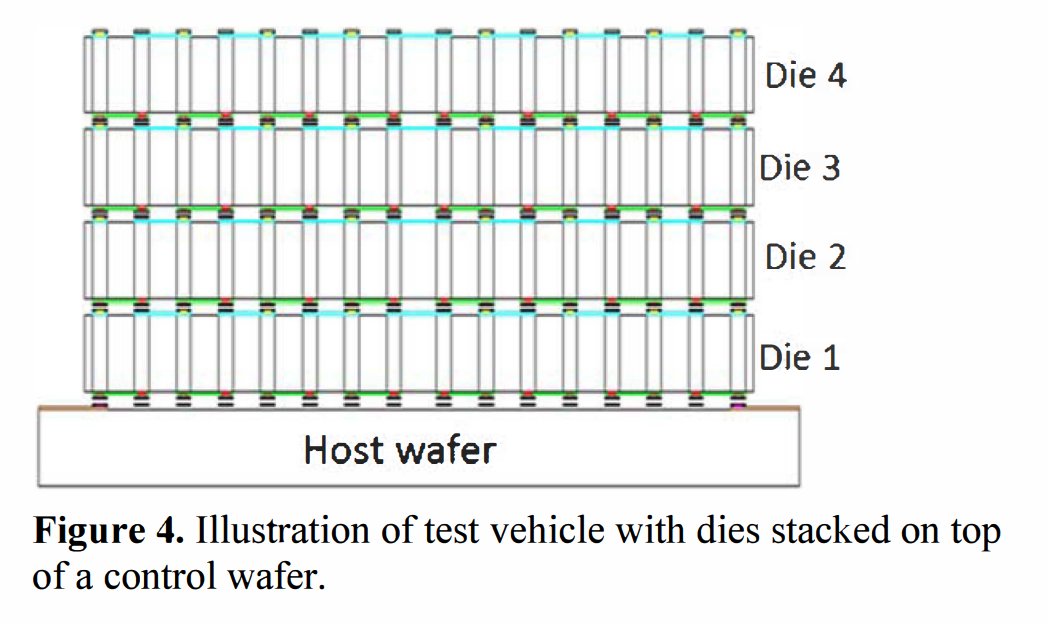 Die 4
Die 3
Die 2
Die 1
Host wafer
Figure 4. Illustration of test vehicle with dies stacked on top
of a control wafer.